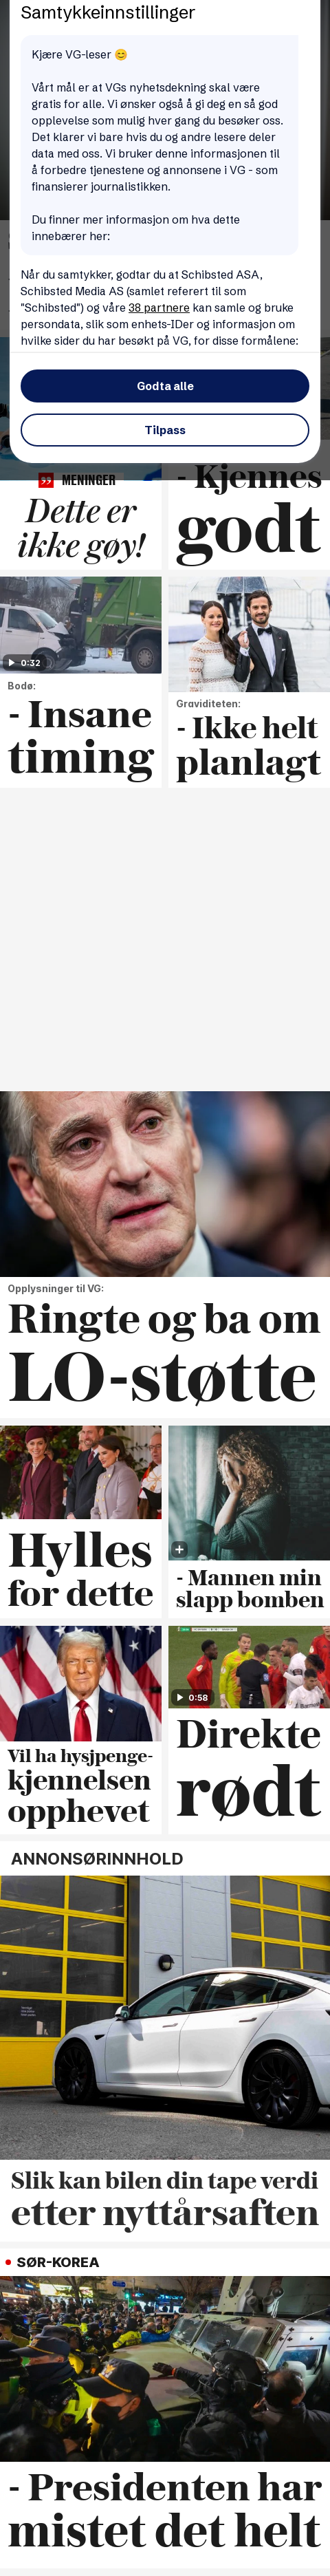 Samtykkeinnstillinger
Kjære VG-leser 😊
Vårt mål er at VGs nyhetsdekning skal være
gratis for alle. Vi ønsker også å gi deg en så god
opplevelse som mulig hver gang du besøker oss.
Det klarer vi bare hvis du og andre lesere deler
data med oss. Vi bruker denne informasjonen til
å forbedre tjenestene og annonsene i VG - som
finansierer journalistikken.
Du finner mer informasjon om hva dette
innebærer her:
Når du samtykker, godtar du at Schibsted ASA,
Schibsted Media AS (samlet referert til som
"Schibsted") og våre 38 partnere kan samle og bruke
persondata, slik som enhets-IDer og informasjon om
hvilke sider du har besøkt på VG, for disse formålene:
Godta alle
Tilpass
MENINGER
Dette er
ikke gøy!
- Kjennes
godt
0:32
Bodø:
- Insane
timing
Graviditeten:
- Ikke helt
planlagt
Opplysninger til VG:
Ringte og ba om
LO-støtte
Hylles
for dette
- Mannen min
slapp bomben
Vil ha hysjpenge-
kjennelsen
opphevet
0:58
Direkte
rødt
ANNONSØRINNHOLD
Slik kan bilen din tape verdi
etter nyttårsaften
SØR-KOREA
- Presidenten har
mistet det helt